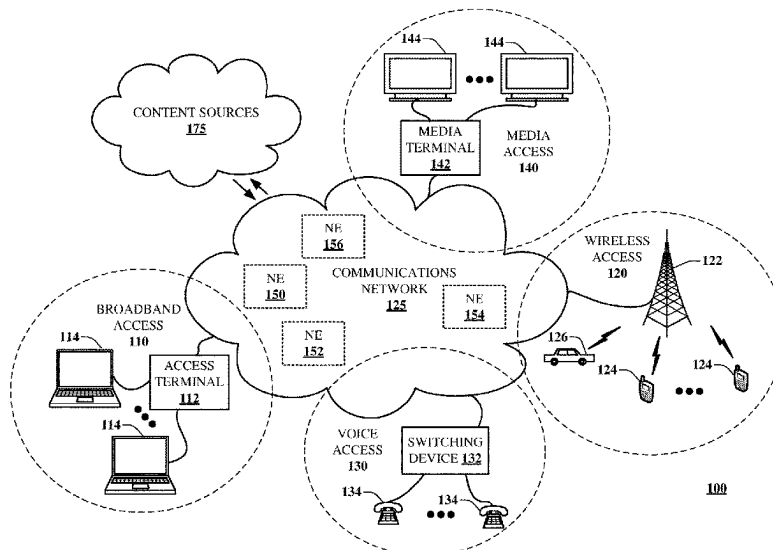 144
144
CONTENT SOURCES
175
MEDIA
TERMINAL
142
MEDIA
ACCESS
140
NE
156
WIRELESS
ACCESS
120
122
COMMUNICATIONS
NETWORK
125
NE
150
NE
154
BROADBAND
ACCESS
110
114
NE
152
126
ACCESS
TERMINAL
112
124
124
114
VOICE
ACCESS
130
SWITCHING
DEVICE 132
134
134
100